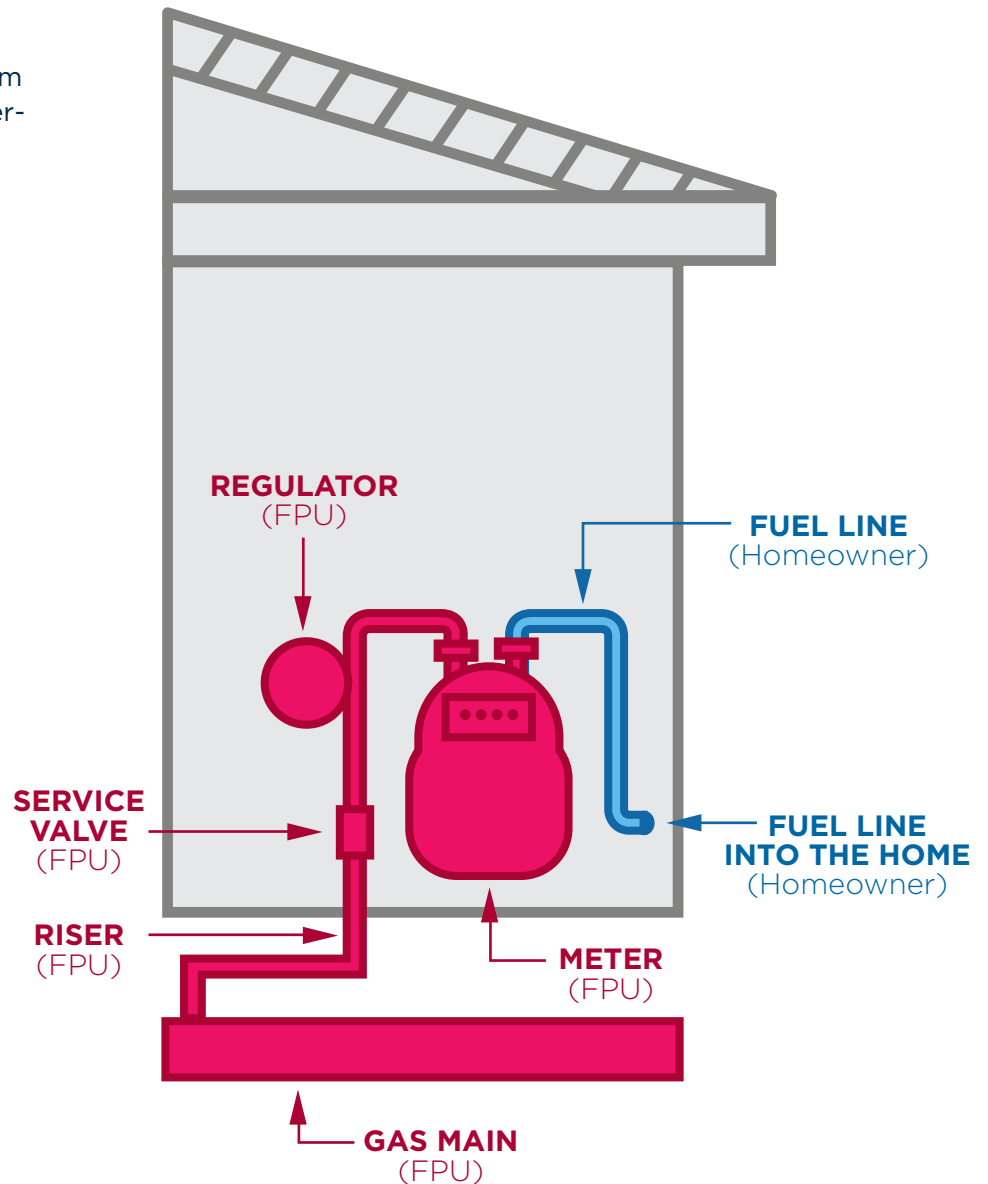 m
er-
REGULATOR
(FPU)
FUEL LINE
(Homeowner)
SERVICE
VALVE
(FPU)
FUEL LINE
INTO THE HOME
(Homeowner)
RISER
(FPU)
METER
(FPU)
GAS MAIN
(FPU)